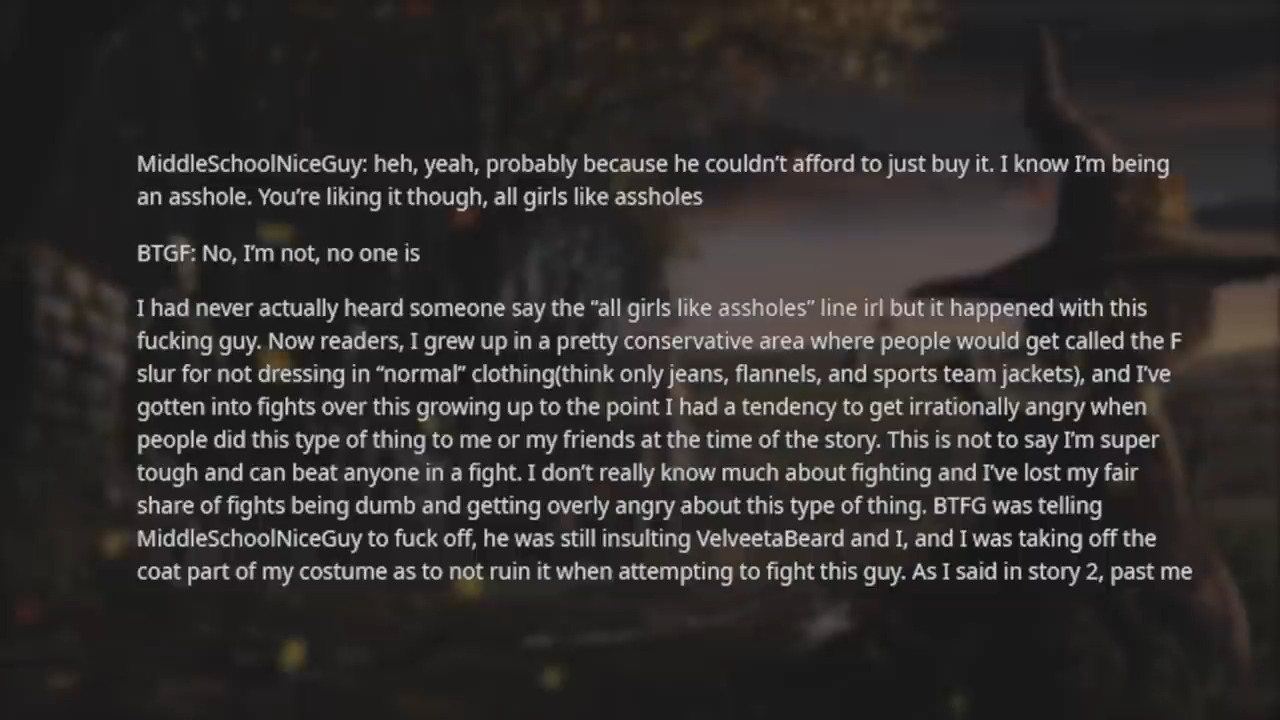 MiddleSchoolNiceGuy: heh, yeah, probably because he couldn’t afford to just buy it. I know I’m being
an asshole. You’re liking it though, all girls like assholes
BTGF: No, I’m not, no one is
I had never actually heard someone say the “all girls like assholes” line irl but it happened with this
fucking guy. Now readers, I grew up in a pretty conservative area where people would get called the F
slur for not dressing in “normal” clothing(think only jeans, flannels, and sports team jackets), and I’ve
gotten into fights over this growing up to the point I had a tendency to get irrationally angry when
people did this type of thing to me or my friends at the time of the story. This is not to say I’m super
tough and can beat anyone in a fight. I don’t really know much about fighting and I’ve lost my fair
share of fights being dumb and getting overly angry about this type of thing. BTFG was telling
MiddleSchoolNiceGuy to fuck off, he was still insulting VelveetaBeard and I, and I was taking off the
coat part of my costume as to not ruin it when attempting to fight this guy. As I said in story 2, past me